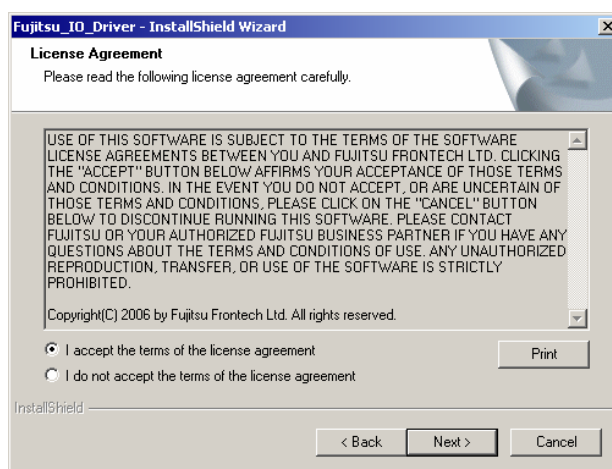 Fujitsu_IO_Driver - InstallShield Wizard
License Agreement
Please read the following license agreement carefully.
USE OF THIS SOFTWARE IS SUBJECT TO THE TERMS OF THE SOFTWARE
LICENSE AGREEMENTS BETWEEN YOU AND FUJITSU FRONTECH LTD. CLICKING
THE "ACCEPT" BUTTON BELOW AFFIRMS YOUR ACCEPTANCE OF THOSE TERMS
AND CONDITIONS. IN THE EVENT YOU DO NOT ACCEPT, OR ARE UNCERTAIN OF
THOSE TERMS AND CONDITIONS, PLEASE CLICK ON THE "CANCEL" BUTTON
BELOW TO DISCONTINUE RUNNING THIS SOFTWARE. PLEASE CONTACT
FUJITSU OR YOUR AUTHORIZED FUJITSU BUSINESS PARTNER IF YOU HAVE ANY
QUESTIONS ABOUT THE TERMS AND CONDITIONS OF USE. ANY UNAUTHORIZED
REPRODUCTION, TRANSFER, OR USE OF THE SOFTWARE IS STRICTLY
PROHIBITED.
Copyright(C) 2006 by Fujitsu Frontech Ltd. All rights reserved.
I accept the terms of the license agreement
Print
I do not accept the terms of the license agreement
InstallShield
< Back
Next >
Cancel